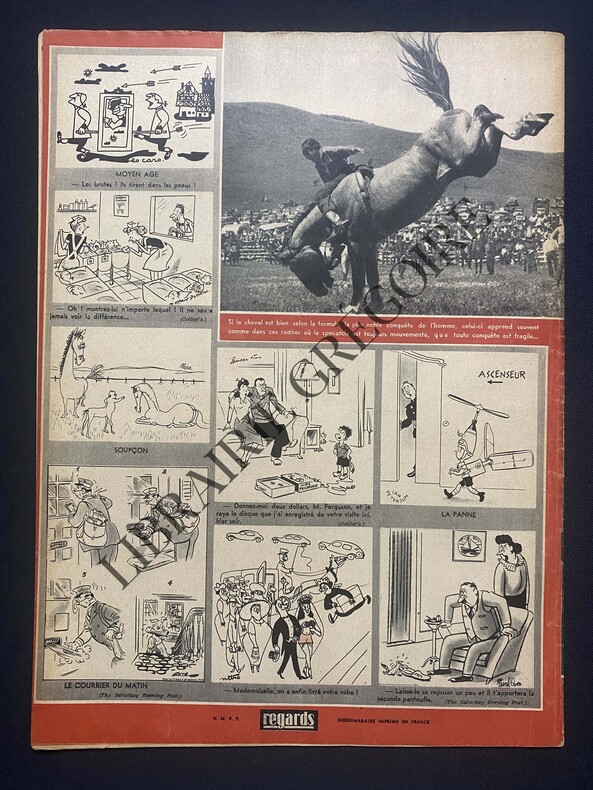 MOYEN AGE
— Les brutes ! Ils tirent dans les pneus !
— Oh ! montrez-lui n'importe lequel ! Il ne saura
jamais voir la différence...
(Collier's.)
Si le cheval est bien selon la formule la plus noble conquête de l'homme, celui-ci apprend souvent
comme dans ces rodéos où le spectacle est toujours mouvementé, que toute conquête est fragile...
SOUPÇON
— Donnez-moi deux dollars, M. Ferguson, et je
raye le disque que j'ai enregistré de votre visite ici,
hier soir.
(Collier's.)
ASCENSEUR
LA PANNE
LE COURRIER DU MATIN
(The Saturday Evening Post.)
— Mademoiselle, on a enfin livré votre robe !
— Laisse-le se reposer un peu et il t'apportera la
seconde pantoufle.
(The Saturday Evening Post.)
N. M. P. P.
regards
HEBDOMADAIRE IMPRIMÉ EN FRANCE
LIBRAIRIE GRÉGOIRE